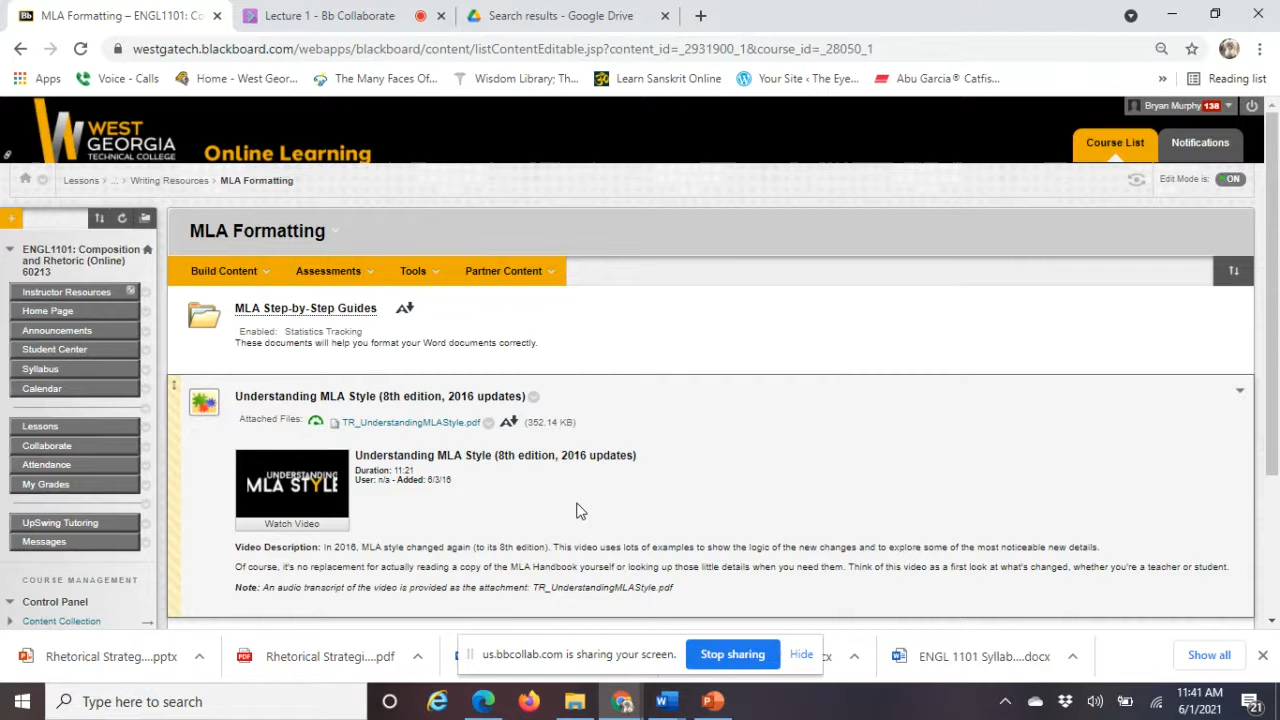 MLA Formatting – ENGL1101: Co
Lecture 1 - Bb Collaborate
Search results - Google Drive
westgatech.blackboard.com/webapps/blackboard/content/listContentEditable.jsp?content_id=_2931900_1&course_id=_28050_1
Apps
Voice - Calls
Home - West Geor...
The Many Faces Of...
Wisdom Library; Th...
Learn Sanskrit Onlin...
Your Site ‹ The Eye...
Abu Garcia® Catfis...
»
Reading list
WEST
GEORGIA
TECHNICAL COLLEGE
Online Learning
Bryan Murphy 138
Course List
Notifications
Lessons ... Writing Resources MLA Formatting
Edit Mode is: ON
ENGL1101: Composition
and Rhetoric (Online)
60213
Instructor Resources
Home Page
Announcements
Student Center
Syllabus
Calendar
Lessons
Collaborate
Attendance
My Grades
UpSwing Tutoring
Messages
COURSE MANAGEMENT
Control Panel
Content Collection
MLA Formatting
Build Content
Assessments
Tools
Partner Content
MLA Step-by-Step Guides
Enabled: Statistics Tracking
These documents will help you format your Word documents correctly.
Understanding MLA Style (8th edition, 2016 updates)
Attached Files: TR_UnderstandingMLAStyle.pdf (352.14 KB)
UNDERSTANDING
MLA STYLE
Watch Video
Understanding MLA Style (8th edition, 2016 updates)
Duration: 11:21
User: n/a - Added: 6/3/16
Video Description: In 2016, MLA style changed again (to its 8th edition). This video uses lots of examples to show the logic of the new changes and to explore some of the most noticeable new details.
Of course, it's no replacement for actually reading a copy of the MLA Handbook yourself or looking up those little details when you need them. Think of this video as a first look at what's changed, whether you're a teacher or student.
Note: An audio transcript of the video is provided as the attachment: TR_UnderstandingMLAStyle.pdf
Rhetorical Strateg....pptx
Rhetorical Strategi....pdf
us.bbcollab.com is sharing your screen.
Stop sharing
Hide
cx
ENGL 1101 Syllab....docx
Show all
Type here to search
11:41 AM
6/1/2021
21